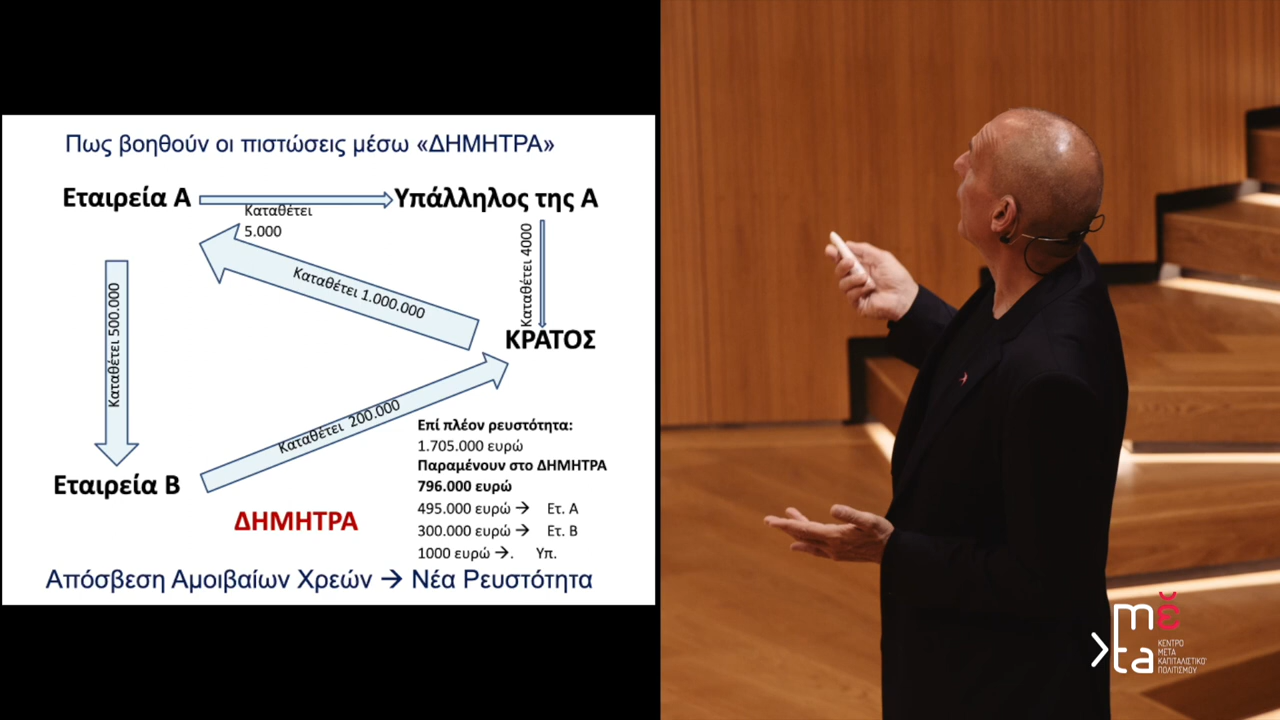 Πως βοηθούν οι πιστώσεις μέσω «ΔΗΜΗΤΡΑ»
Εταιρεία Α
Υπάλληλος της Α
Καταθέτει
5.000
Καταθέτει 4000
Καταθέτει 1.000.000
Καταθέτει 500.000
ΚΡΑΤΟΣ
Καταθέτει 200.000
Επί πλέον ρευστότητα:
1.705.000 ευρώ
Παραμένουν στο ΔΗΜΗΤΡΑ
796.000 ευρώ
495.000 ευρώ → Ετ. Α
300.000 ευρώ → Ετ. Β
1000 ευρώ →. Υπ.
Εταιρεία Β
ΔΗΜΗΤΡΑ
Απόσβεση Αμοιβαίων Χρεών → Νέα Ρευστότητα
mε
ta
ΚΕΝΤΡΟ
ΜΕΤΑ
ΚΑΠΙΤΑΛΙΣΤΙΚΟΥ
ΠΟΛΙΤΙΣΜΟΥ